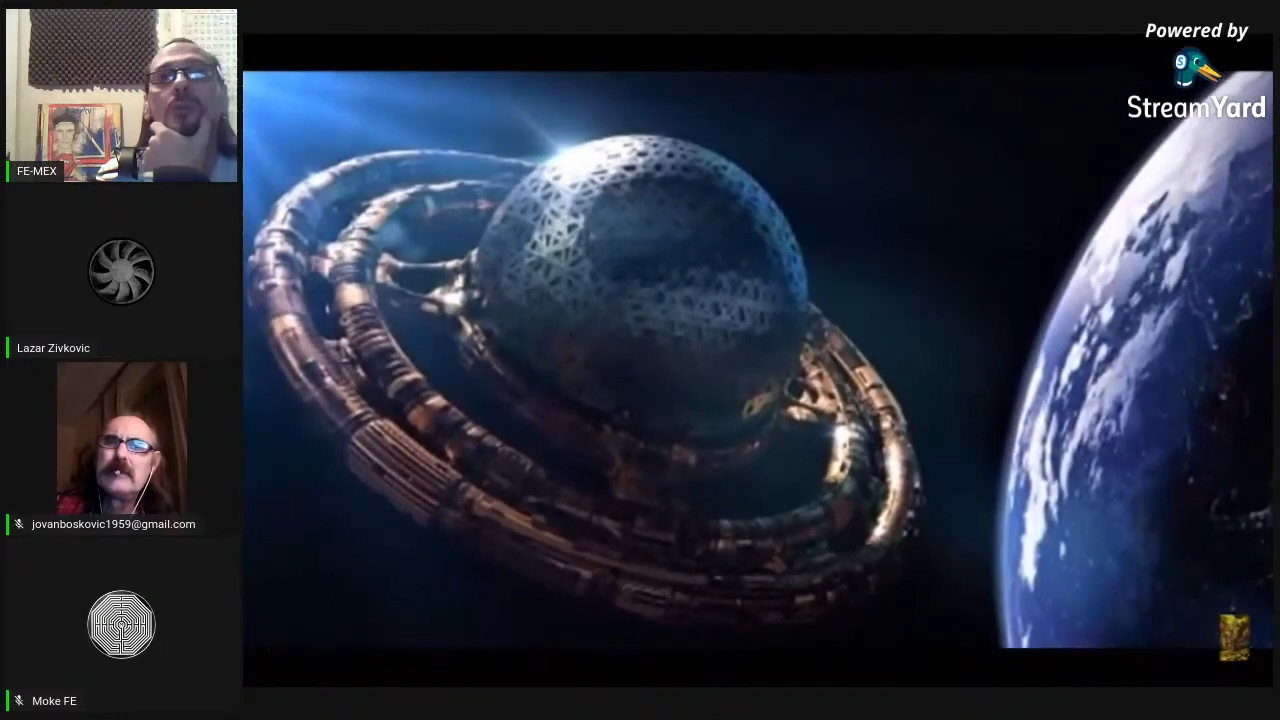 Powered by
StreamYard
FE-MEX
Lazar Zivkovic
jovanboskovic1959@gmail.com
Moke FE